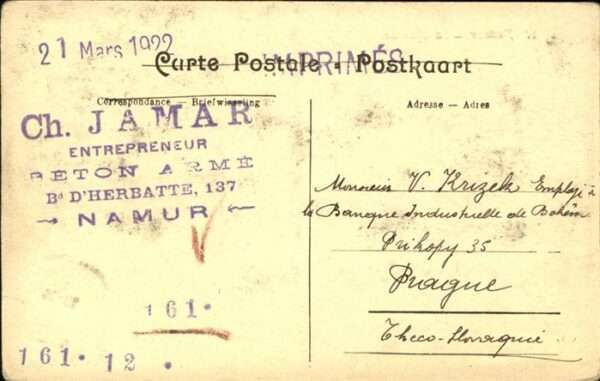 21 Mars 1922
IMPRIMÉS
Carte Postale - Postkaart
Correspondance — Briefwisseling
Adresse — Adres
Ch. JAMAR
ENTREPRENEUR
BETON ARMÉ
Bd D'HERBATTE, 137
NAMUR
Monsieur V. Krizek Employé à
la Banque Industrielle de Bohême
Prikopy 35
Prague
Tcheco-Slovaquie
161.
161. 12.